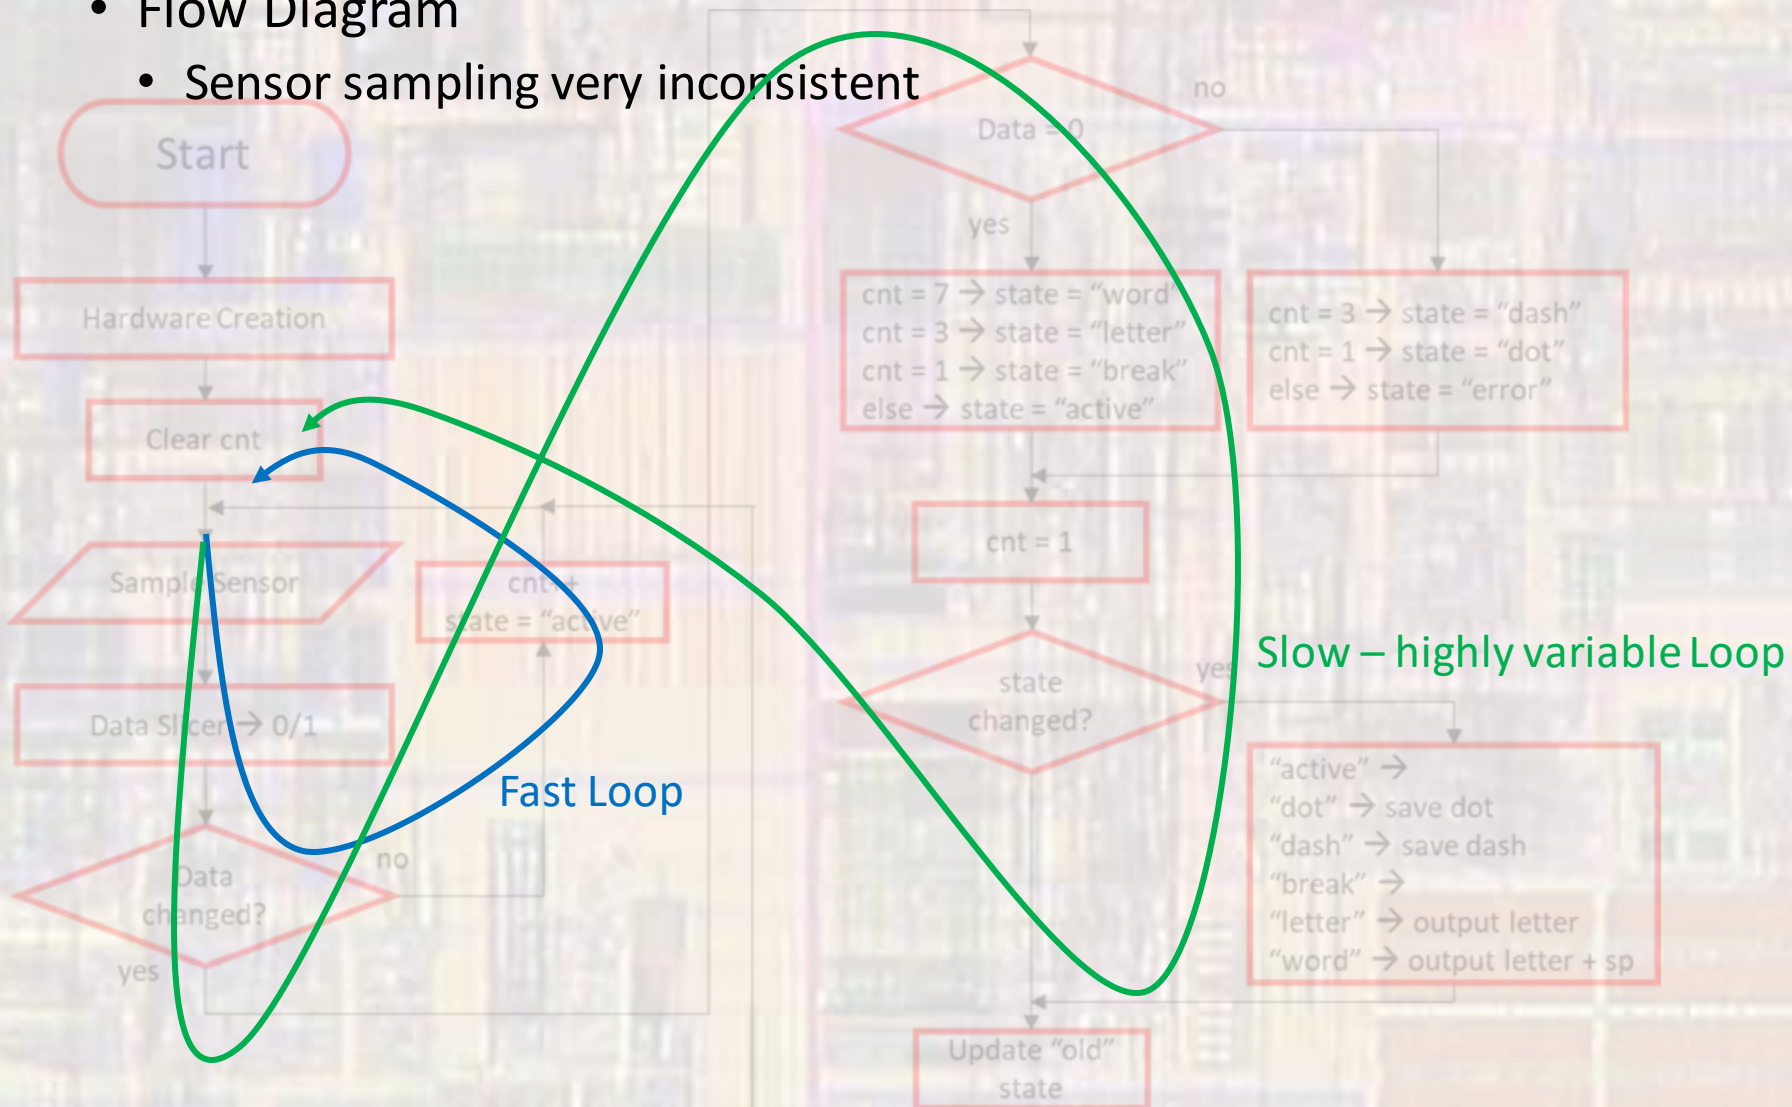 • Flow Diagram
• Sensor sampling very inconsistent
Start
Hardware Creation
Clear cnt
Sample Sensor
cnt++
state = “active”
Data Slicer → 0/1
Fast Loop
Data
changed?
no
yes
Data = 0
no
yes
cnt = 7 → state = “word”
cnt = 3 → state = “letter”
cnt = 1 → state = “break”
else → state = “active”
cnt = 3 → state = “dash”
cnt = 1 → state = “dot”
else → state = “error”
cnt = 1
Slow – highly variable Loop
state
changed?
yes
“active” →
“dot” → save dot
“dash” → save dash
“break” →
“letter” → output letter
“word” → output letter + sp
Update “old”
state